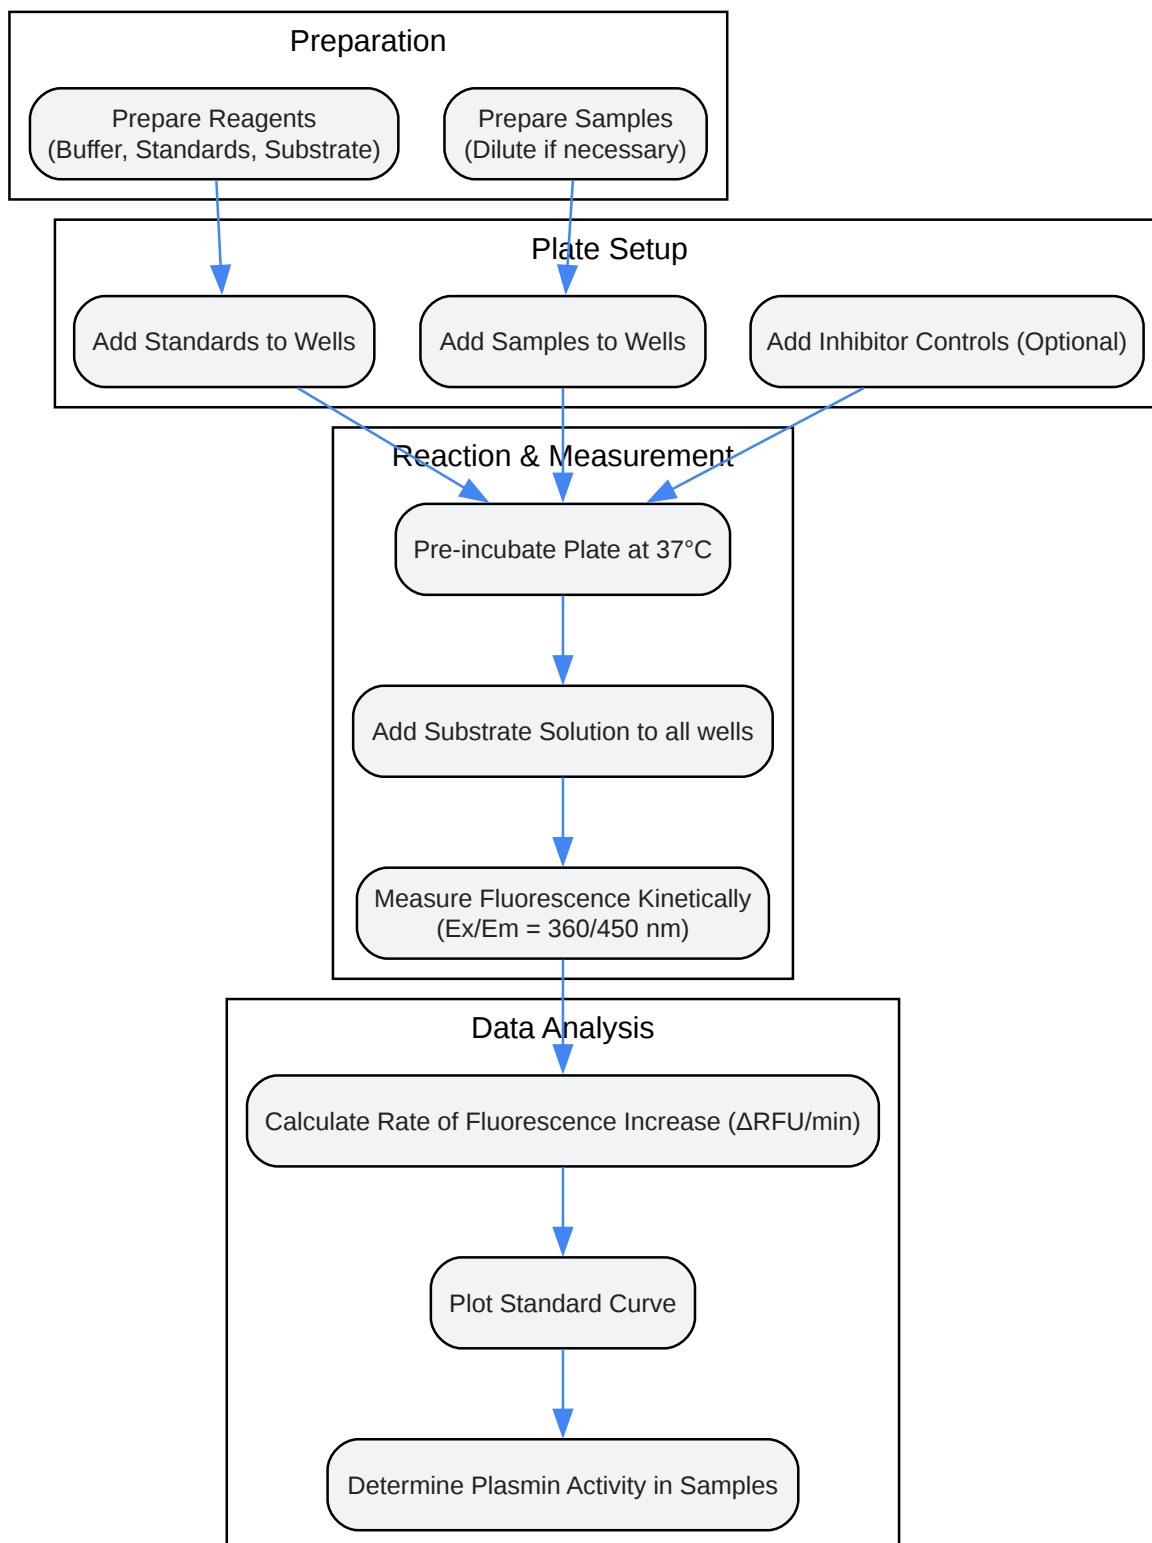 Preparation
Prepare Reagents
(Buffer, Standards, Substrate)
Prepare Samples
(Dilute if necessary)
Plate Setup
Add Standards to Wells
Add Samples to Wells
Add Inhibitor Controls (Optional)
Reaction & Measurement
Pre-incubate Plate at 37°C
Add Substrate Solution to all wells
Measure Fluorescence Kinetically
(Ex/Em = 360/450 nm)
Data Analysis
Calculate Rate of Fluorescence Increase (ΔRFU/min)
Plot Standard Curve
Determine Plasmin Activity in Samples